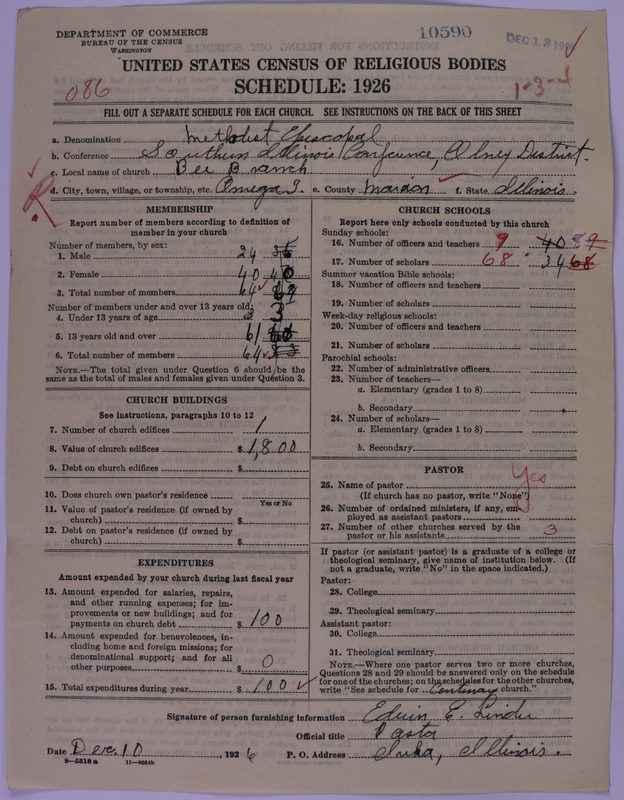 DEPARTMENT OF COMMERCE
BUREAU OF THE CENSUS
WASHINGTON
10590
DEC 13
UNITED STATES CENSUS OF RELIGIOUS BODIES
SCHEDULE: 1926
086
1-3-
FILL OUT A SEPARATE SCHEDULE FOR EACH CHURCH. SEE INSTRUCTIONS ON THE BACK OF THIS SHEET
a. Denomination Methodist Episcopal
b. Conference Southern Illinois Conference, Olney District.
c. Local name of church Bee Branch
d. City, town, village, or township, etc. Omega e. County Marion f. State Illinois.
MEMBERSHIP
Report number of members according to definition of
member in your church
Number of members, by sex:
1. Male 24
2. Female 40
3. Total number of members 64
Number of members under and over 13 years old:
4. Under 13 years of age 3
5. 13 years old and over 61
6. Total number of members 64
NOTE.—The total given under Question 6 should be the
same as the total of males and females given under Question 3.
CHURCH BUILDINGS
See instructions, paragraphs 10 to 12
7. Number of church edifices 1
8. Value of church edifices $1,800
9. Debt on church edifices $
10. Does church own pastor's residence
Yes or No
11. Value of pastor's residence (if owned by
church) $
12. Debt on pastor's residence (if owned by
church) $
EXPENDITURES
Amount expended by your church during last fiscal year
13. Amount expended for salaries, repairs,
and other running expenses; for im-
provements or new buildings; and for
payments on church debt $ 100
14. Amount expended for benevolences, in-
cluding home and foreign missions; for
denominational support; and for all
other purposes $ 0
15. Total expenditures during year $ 100
CHURCH SCHOOLS
Report here only schools conducted by this church
Sunday schools:
16. Number of officers and teachers 9 40 59
17. Number of scholars 68 34 68
Summer vacation Bible schools:
18. Number of officers and teachers
19. Number of scholars
Week-day religious schools:
20. Number of officers and teachers
21. Number of scholars
Parochial schools:
22. Number of administrative officers
23. Number of teachers—
a. Elementary (grades 1 to 8)
b. Secondary
24. Number of scholars—
a. Elementary (grades 1 to 8)
b. Secondary
PASTOR
25. Name of pastor Yes
(If church has no pastor, write "None")
26. Number of ordained ministers, if any, em-
ployed as assistant pastors
27. Number of other churches served by the
pastor or his assistants 3
If pastor (or assistant pastor) is a graduate of a college or
theological seminary, give name of institution below. (If
not a graduate, write "No" in the space indicated.)
Pastor:
28. College
29. Theological seminary
Assistant pastor:
30. College
31. Theological seminary
NOTE.—Where one pastor serves two or more churches,
Questions 28 and 29 should be answered only on the schedule
for one of the churches; on the schedules for the other churches,
write "See schedule for Centenary church."
Signature of person furnishing information Edwin E. Linder
Official title Pastor
Date Dec. 10, 1926 P. O. Address Iuka, Illinois.
8-5518 a 11-9564b